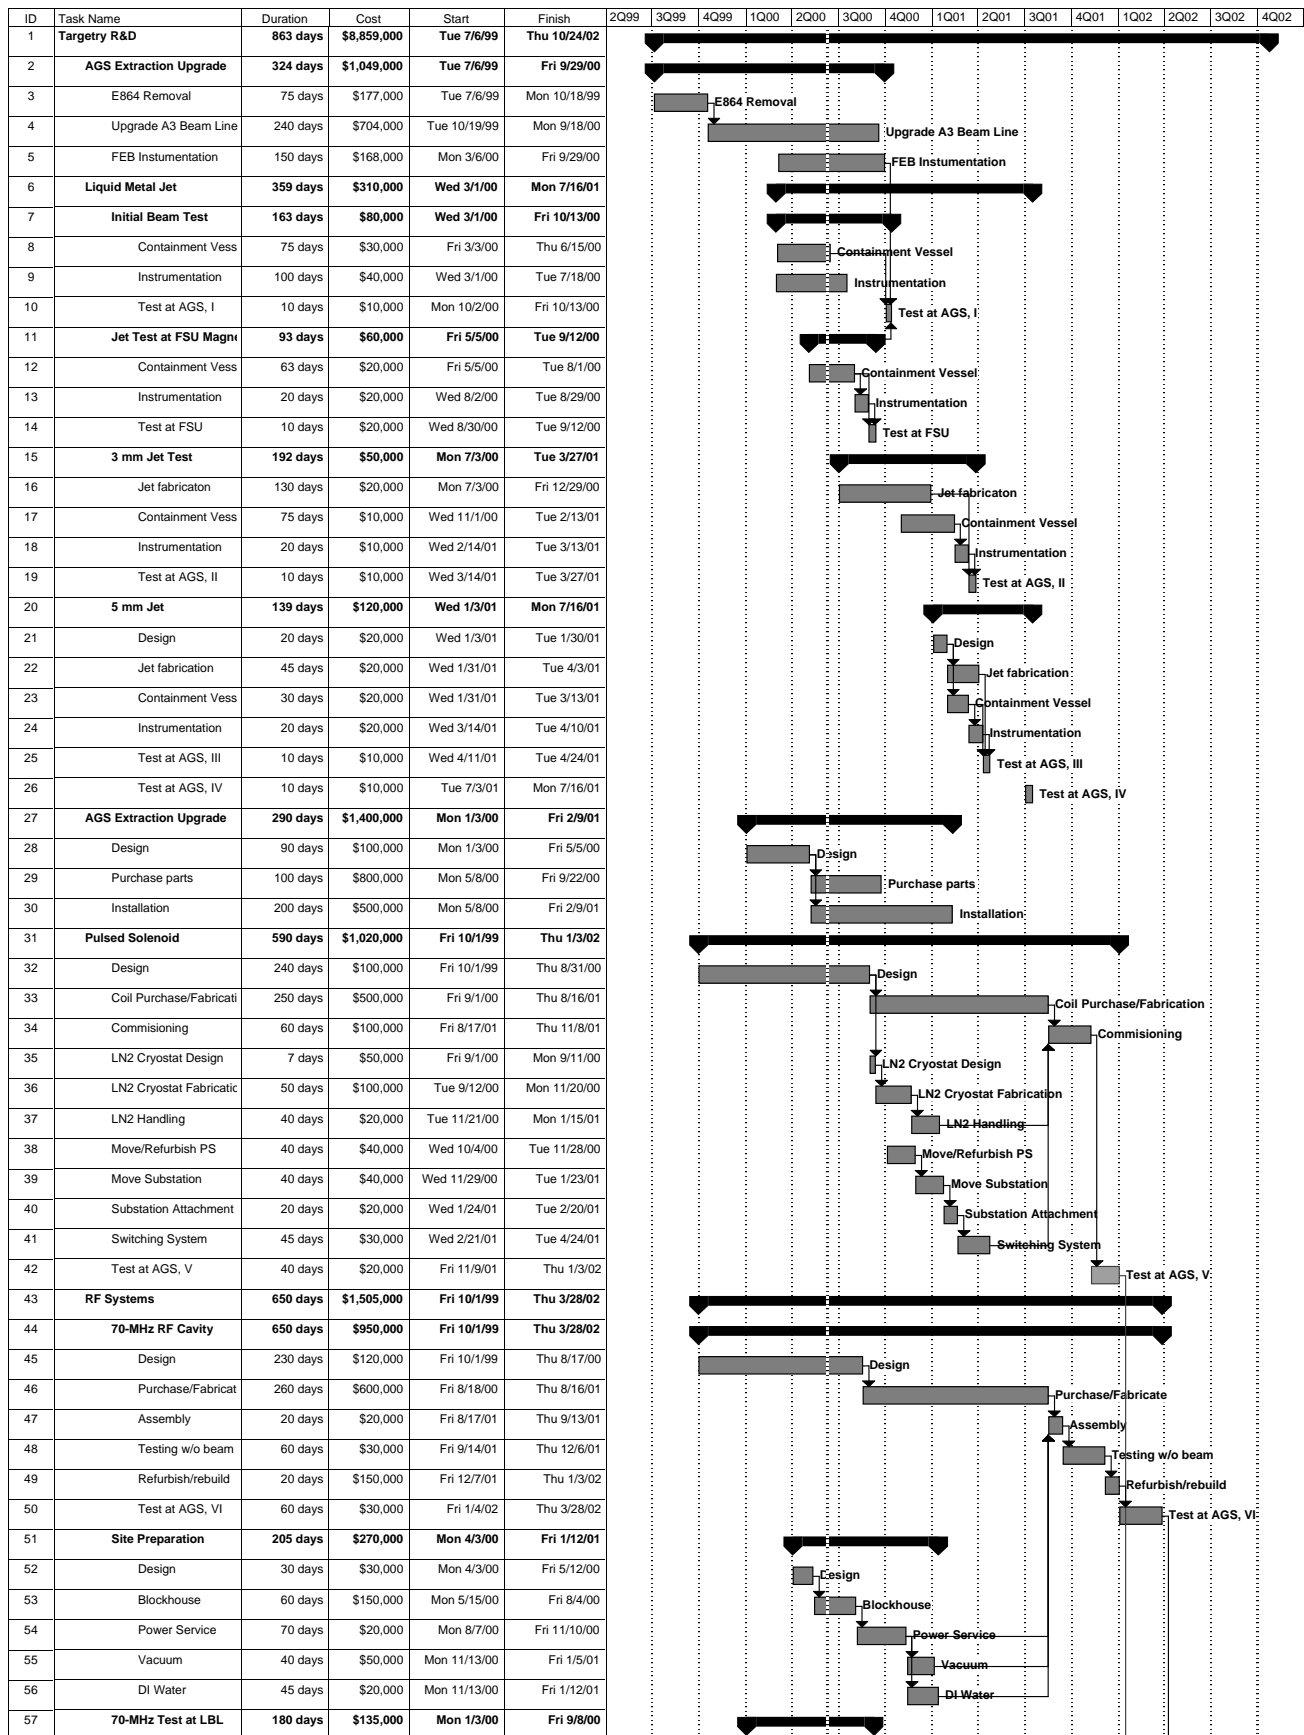 ID Task Name Duration Cost Start Finish 2Q99 3Q99 4Q99 1Q00 2Q00 3Q00 4Q00 1Q01 2Q01 3Q01 4Q01 1Q02 2Q02 3Q02 4Q02
1 Targetry R&D 863 days $8,859,000 Tue 7/6/99 Thu 10/24/02
2 AGS Extraction Upgrade 324 days $1,049,000 Tue 7/6/99 Fri 9/29/00
3 E864 Removal 75 days $177,000 Tue 7/6/99 Mon 10/18/99 E864 Removal
4 Upgrade A3 Beam Line 240 days $704,000 Tue 10/19/99 Mon 9/18/00 Upgrade A3 Beam Line
5 FEB Instumentation 150 days $168,000 Mon 3/6/00 Fri 9/29/00 FEB Instumentation
6 Liquid Metal Jet 359 days $310,000 Wed 3/1/00 Mon 7/16/01
7 Initial Beam Test 163 days $80,000 Wed 3/1/00 Fri 10/13/00
8 Containment Vess 75 days $30,000 Fri 3/3/00 Thu 6/15/00 Containment Vessel
9 Instrumentation 100 days $40,000 Wed 3/1/00 Tue 7/18/00 Instrumentation
10 Test at AGS, I 10 days $10,000 Mon 10/2/00 Fri 10/13/00 Test at AGS, I
11 Jet Test at FSU Magne 93 days $60,000 Fri 5/5/00 Tue 9/12/00
12 Containment Vess 63 days $20,000 Fri 5/5/00 Tue 8/1/00 Containment Vessel
13 Instrumentation 20 days $20,000 Wed 8/2/00 Tue 8/29/00 Instrumentation
14 Test at FSU 10 days $20,000 Wed 8/30/00 Tue 9/12/00 Test at FSU
15 3 mm Jet Test 192 days $50,000 Mon 7/3/00 Tue 3/27/01
16 Jet fabricaton 130 days $20,000 Mon 7/3/00 Fri 12/29/00 Jet fabricaton
17 Containment Vess 75 days $10,000 Wed 11/1/00 Tue 2/13/01 Containment Vessel
18 Instrumentation 20 days $10,000 Wed 2/14/01 Tue 3/13/01 Instrumentation
19 Test at AGS, II 10 days $10,000 Wed 3/14/01 Tue 3/27/01 Test at AGS, II
20 5 mm Jet 139 days $120,000 Wed 1/3/01 Mon 7/16/01
21 Design 20 days $20,000 Wed 1/3/01 Tue 1/30/01 Design
22 Jet fabrication 45 days $20,000 Wed 1/31/01 Tue 4/3/01 Jet fabrication
23 Containment Vess 30 days $20,000 Wed 1/31/01 Tue 3/13/01 Containment Vessel
24 Instrumentation 20 days $20,000 Wed 3/14/01 Tue 4/10/01 Instrumentation
25 Test at AGS, III 10 days $10,000 Wed 4/11/01 Tue 4/24/01 Test at AGS, III
26 Test at AGS, IV 10 days $10,000 Tue 7/3/01 Mon 7/16/01 Test at AGS, IV
27 AGS Extraction Upgrade 290 days $1,400,000 Mon 1/3/00 Fri 2/9/01
28 Design 90 days $100,000 Mon 1/3/00 Fri 5/5/00 Design
29 Purchase parts 100 days $800,000 Mon 5/8/00 Fri 9/22/00 Purchase parts
30 Installation 200 days $500,000 Mon 5/8/00 Fri 2/9/01 Installation
31 Pulsed Solenoid 590 days $1,020,000 Fri 10/1/99 Thu 1/3/02
32 Design 240 days $100,000 Fri 10/1/99 Thu 8/31/00 Design
33 Coil Purchase/Fabricati 250 days $500,000 Fri 9/1/00 Thu 8/16/01 Coil Purchase/Fabrication
34 Commisioning 60 days $100,000 Fri 8/17/01 Thu 11/8/01 Commisioning
35 LN2 Cryostat Design 7 days $50,000 Fri 9/1/00 Mon 9/11/00 LN2 Cryostat Design
36 LN2 Cryostat Fabricatic 50 days $100,000 Tue 9/12/00 Mon 11/20/00 LN2 Cryostat Fabrication
37 LN2 Handling 40 days $20,000 Tue 11/21/00 Mon 1/15/01 LN2 Handling
38 Move/Refurbish PS 40 days $40,000 Wed 10/4/00 Tue 11/28/00 Move/Refurbish PS
39 Move Substation 40 days $40,000 Wed 11/29/00 Tue 1/23/01 Move Substation
40 Substation Attachment 20 days $20,000 Wed 1/24/01 Tue 2/20/01 Substation Attachment
41 Switching System 45 days $30,000 Wed 2/21/01 Tue 4/24/01 Switching System
42 Test at AGS, V 40 days $20,000 Fri 11/9/01 Thu 1/3/02 Test at AGS, V
43 RF Systems 650 days $1,505,000 Fri 10/1/99 Thu 3/28/02
44 70-MHz RF Cavity 650 days $950,000 Fri 10/1/99 Thu 3/28/02
45 Design 230 days $120,000 Fri 10/1/99 Thu 8/17/00 Design
46 Purchase/Fabricat 260 days $600,000 Fri 8/18/00 Thu 8/16/01 Purchase/Fabricate
47 Assembly 20 days $20,000 Fri 8/17/01 Thu 9/13/01 Assembly
48 Testing w/o beam 60 days $30,000 Fri 9/14/01 Thu 12/6/01 Testing w/o beam
49 Refurbish/rebuild 20 days $150,000 Fri 12/7/01 Thu 1/3/02 Refurbish/rebuild
50 Test at AGS, VI 60 days $30,000 Fri 1/4/02 Thu 3/28/02 Test at AGS, VI
51 Site Preparation 205 days $270,000 Mon 4/3/00 Fri 1/12/01
52 Design 30 days $30,000 Mon 4/3/00 Fri 5/12/00 Design
53 Blockhouse 60 days $150,000 Mon 5/15/00 Fri 8/4/00 Blockhouse
54 Power Service 70 days $20,000 Mon 8/7/00 Fri 11/10/00 Power Service
55 Vacuum 40 days $50,000 Mon 11/13/00 Fri 1/5/01 Vacuum
56 DI Water 45 days $20,000 Mon 11/13/00 Fri 1/12/01 DI Water
57 70-MHz Test at LBL 180 days $135,000 Mon 1/3/00 Fri 9/8/00